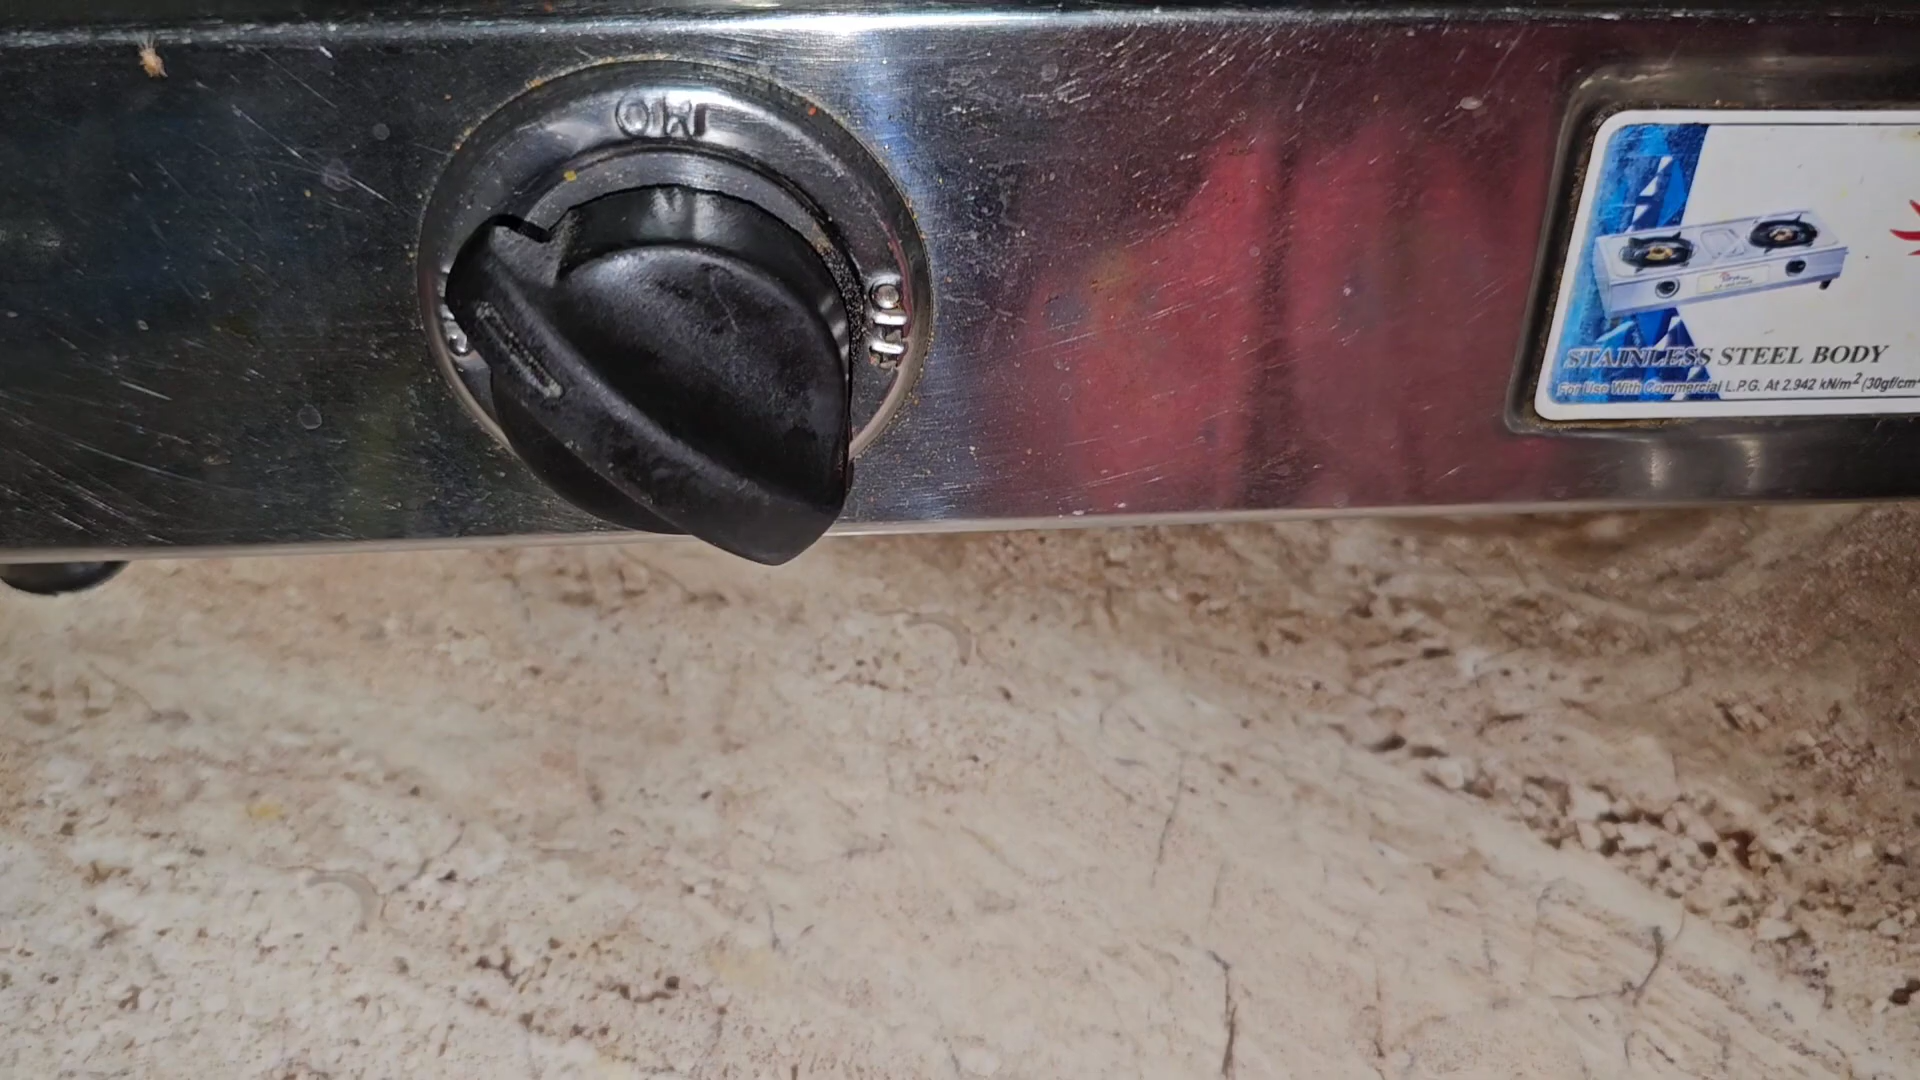 OFF
STAINLESS STEEL BODY
For Use With Commercial L.P.G. At 2.942 kN/m² (30gf/cm²